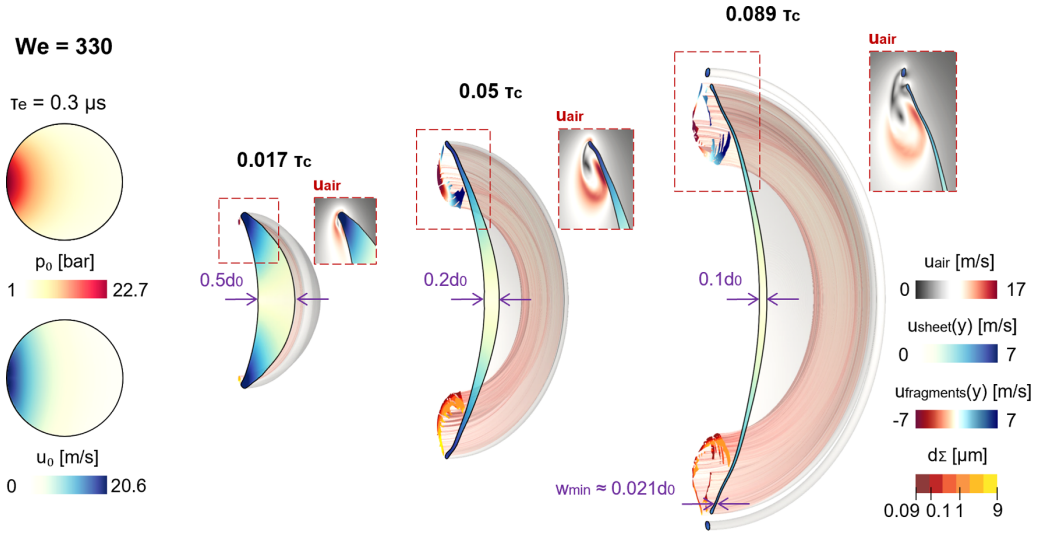 We = 330
τe = 0.3 µs
p₀ [bar]
1 22.7
u₀ [m/s]
0 20.6
0.017 τc
uair
0.5d₀
0.05 τc
uair
0.2d₀
0.089 τc
uair
0.1d₀
wmin ≈ 0.021d₀
uair [m/s]
0 17
usheet(y) [m/s]
0 7
ufragments(y) [m/s]
-7 7
dΣ [µm]
0.09 0.1 1 9